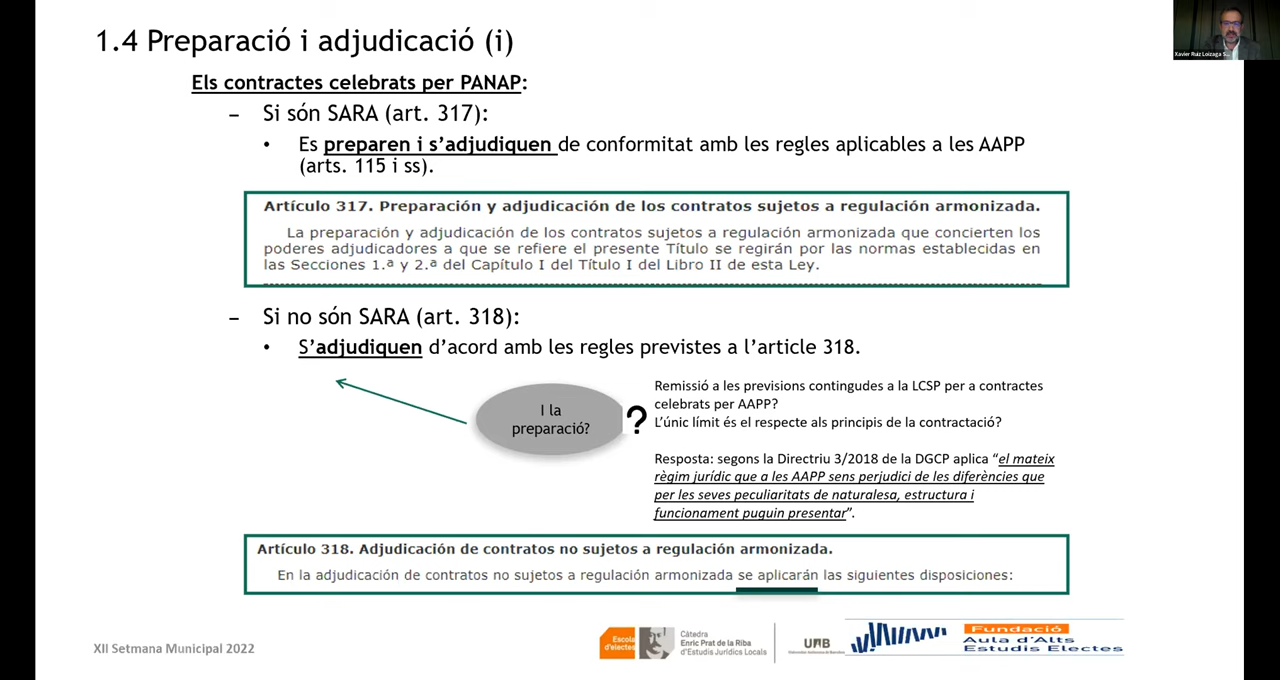 1.4 Preparació i adjudicació (i)
Xavier Ruiz Loizaga S...
Els contractes celebrats per PANAP:
– Si són SARA (art. 317):
• Es preparen i s’adjudiquen de conformitat amb les regles aplicables a les AAPP
(arts. 115 i ss).
Artículo 317. Preparación y adjudicación de los contratos sujetos a regulación armonizada.
La preparación y adjudicación de los contratos sujetos a regulación armonizada que concierten los
poderes adjudicadores a que se refiere el presente Título se regirán por las normas establecidas en
las Secciones 1.ª y 2.ª del Capítulo I del Título I del Libro II de esta Ley.
– Si no són SARA (art. 318):
• S’adjudiquen d’acord amb les regles previstes a l’article 318.
I la
preparació?
?
Remissió a les previsions contingudes a la LCSP per a contractes
celebrats per AAPP?
L’únic límit és el respecte als principis de la contractació?
Resposta: segons la Directriu 3/2018 de la DGCP aplica “el mateix
règim jurídic que a les AAPP sens perjudici de les diferències que
per les seves peculiaritats de naturalesa, estructura i
funcionament puguin presentar”.
Artículo 318. Adjudicación de contratos no sujetos a regulación armonizada.
En la adjudicación de contratos no sujetos a regulación armonizada se aplicarán las siguientes disposiciones:
XII Setmana Municipal 2022
Escola
d'electes
Càtedra
Enric Prat de la Riba
d'Estudis Jurídics Locals
UAB
Universitat Autònoma de Barcelona
Fundació
Aula d'Alts
Estudis Electes